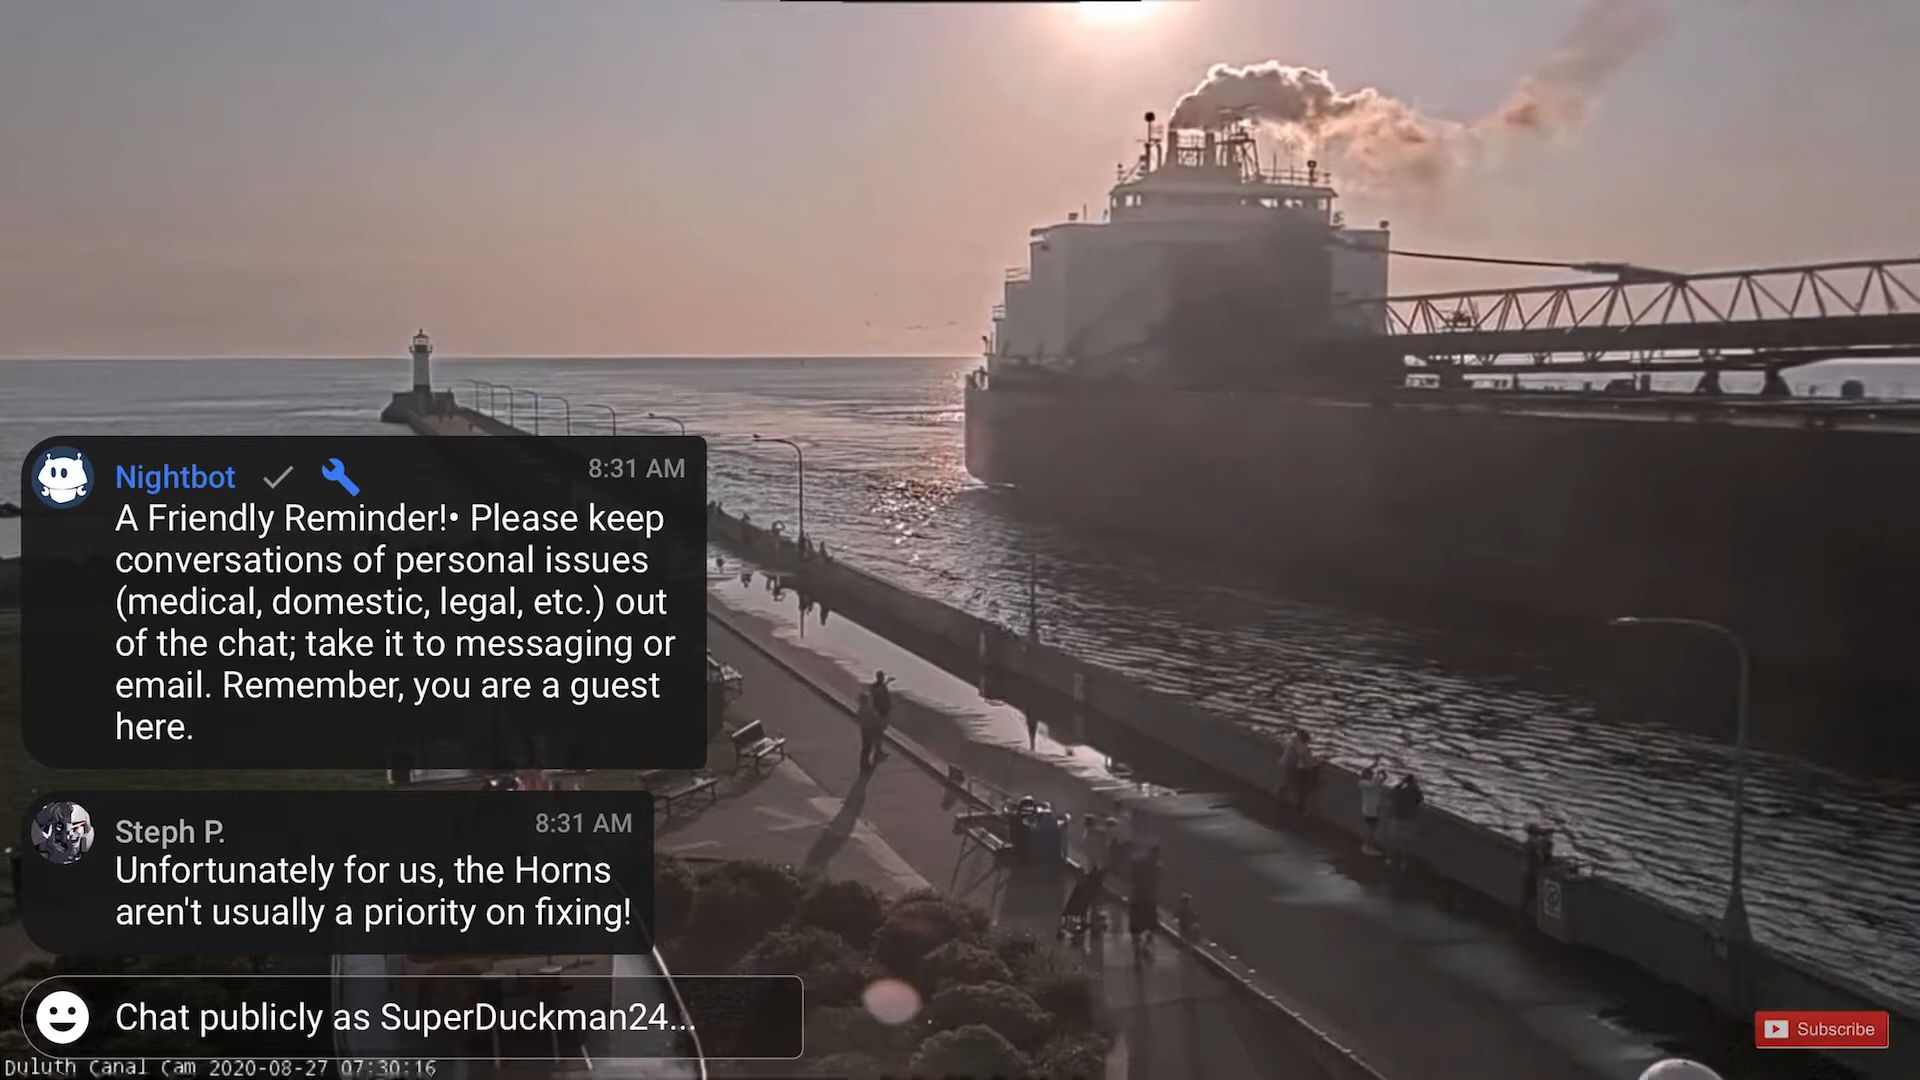 Nightbot 8:31 AM
A Friendly Reminder!• Please keep
conversations of personal issues
(medical, domestic, legal, etc.) out
of the chat; take it to messaging or
email. Remember, you are a guest
here.
Steph P. 8:31 AM
Unfortunately for us, the Horns
aren't usually a priority on fixing!
Chat publicly as SuperDuckman24...
Subscribe
Duluth Canal Cam 2020-08-27 07:30:16